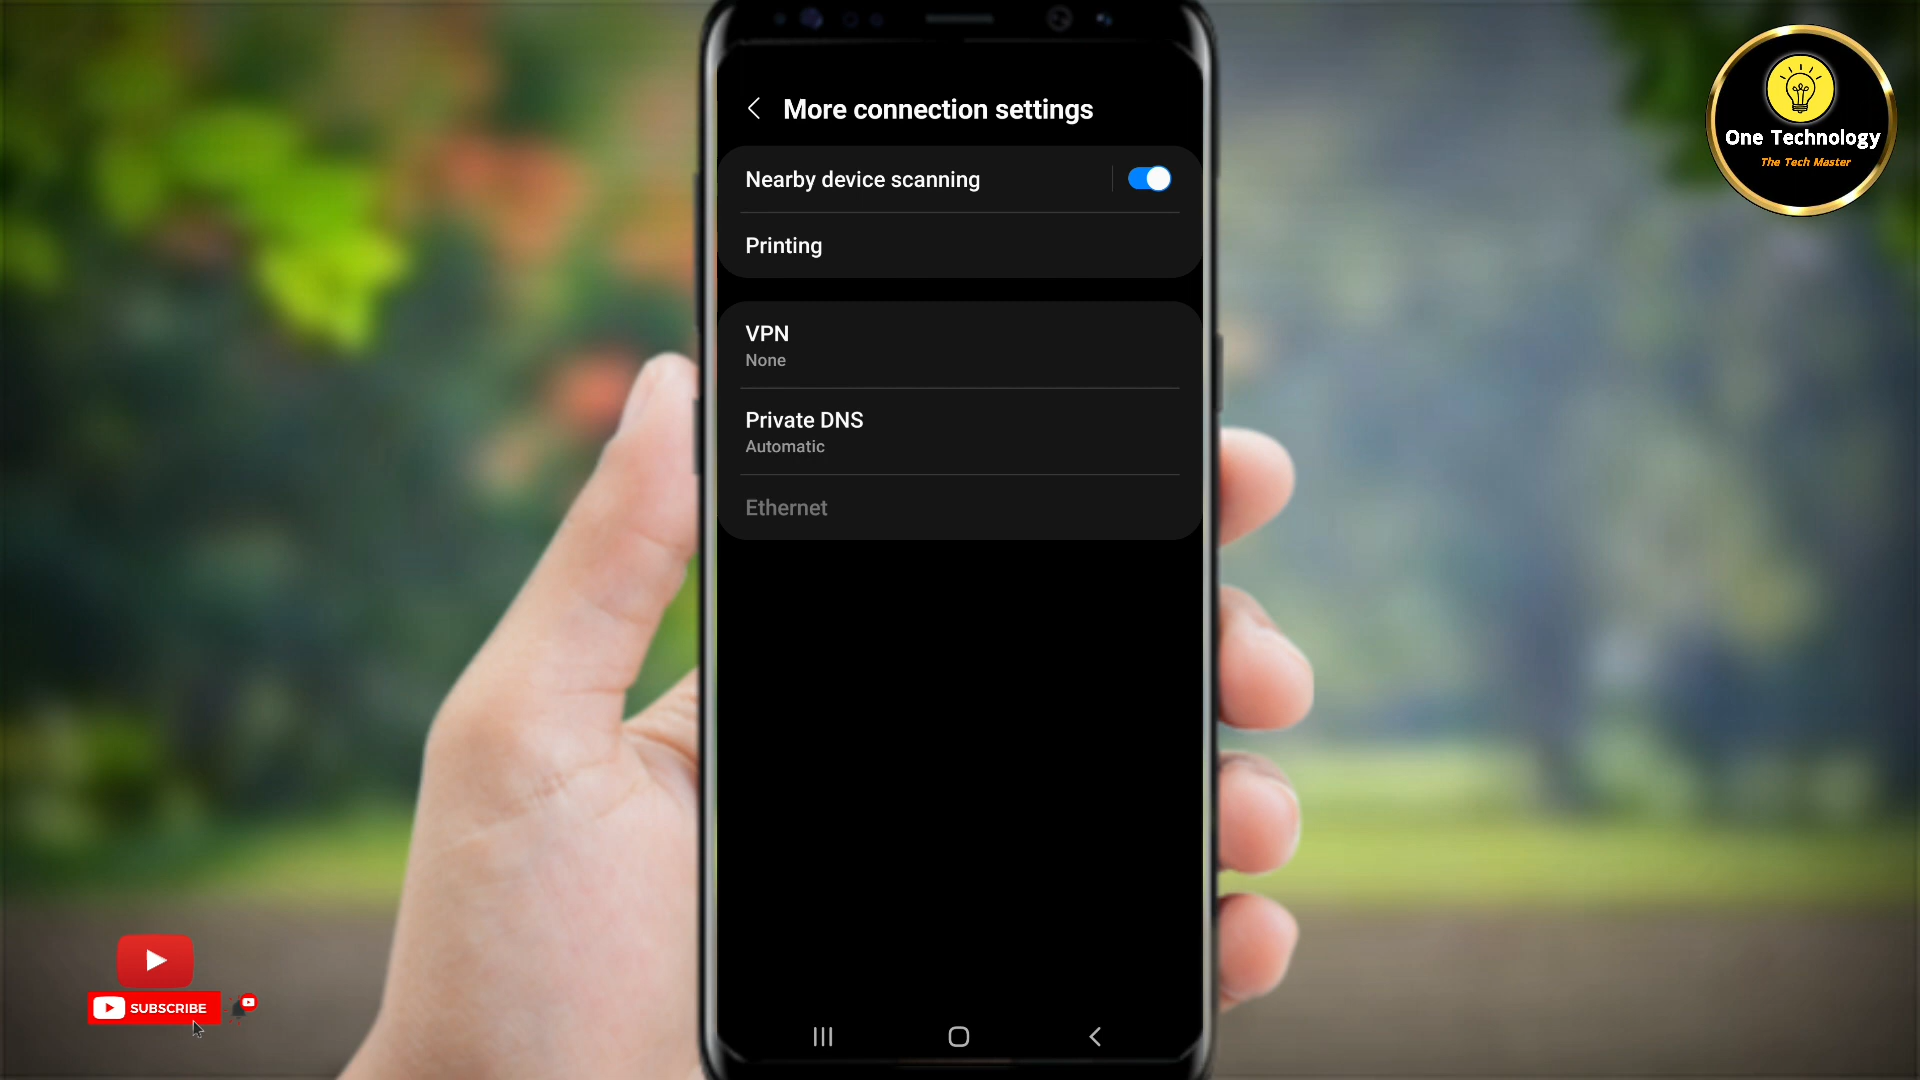 More connection settings
Nearby device scanning
Printing
VPN
None
Private DNS
Automatic
Ethernet
One Technology
The Tech Master
SUBSCRIBE